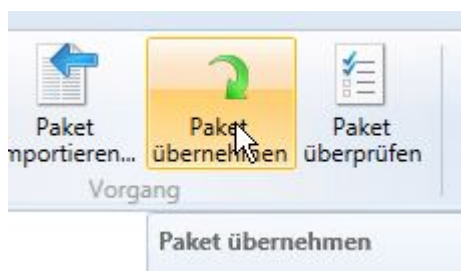 Paket
mportieren...
Paket
übernehmen
Paket
überprüfen
Vorgang
Paket übernehmen